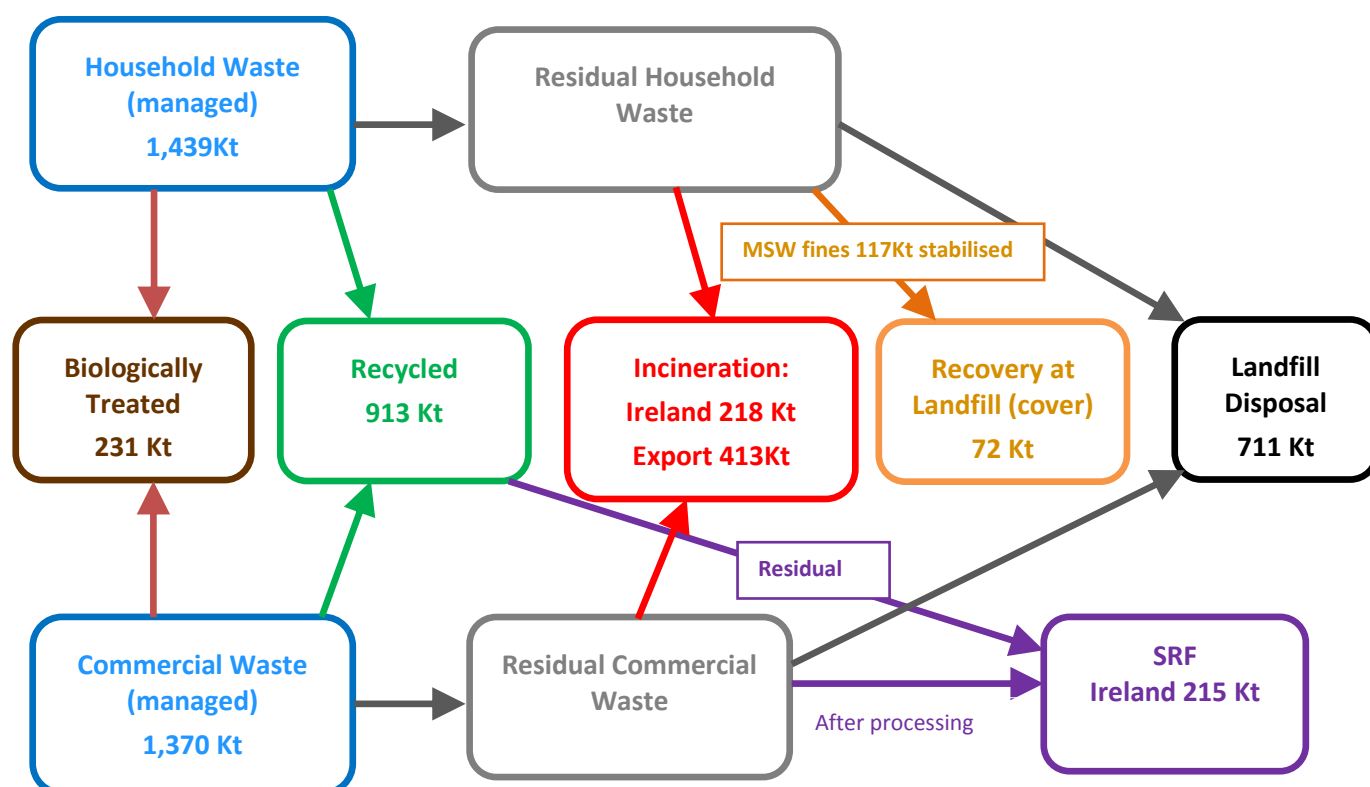 Household Waste
(managed)
1,439Kt
Residual Household
Waste
MSW fines 117Kt stabilised
Biologically
Treated
231 Kt
Recycled
913 Kt
Incineration:
Ireland 218 Kt
Export 413Kt
Recovery at
Landfill (cover)
72 Kt
Landfill
Disposal
711 Kt
Residual
Commercial Waste
(managed)
1,370 Kt
Residual Commercial
Waste
After processing
SRF
Ireland 215 Kt